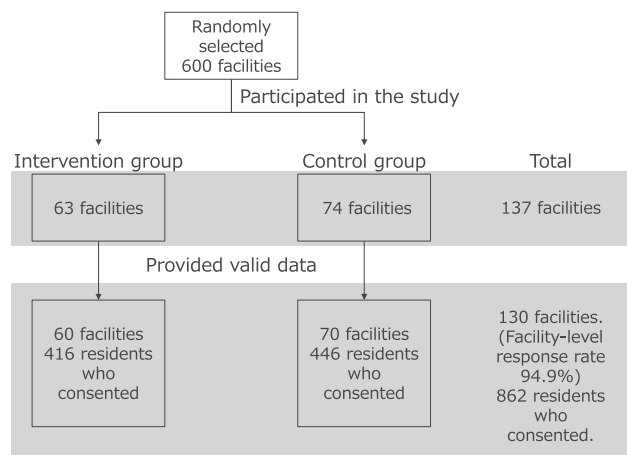 Randomly
selected
600 facilities
Participated in the study
Intervention group
Control group
Total
63 facilities
74 facilities
137 facilities
Provided valid data
60 facilities
416 residents
who
consented
70 facilities
446 residents
who
consented
130 facilities.
(Facility-level
response rate
94.9%)
862 residents
who
consented.